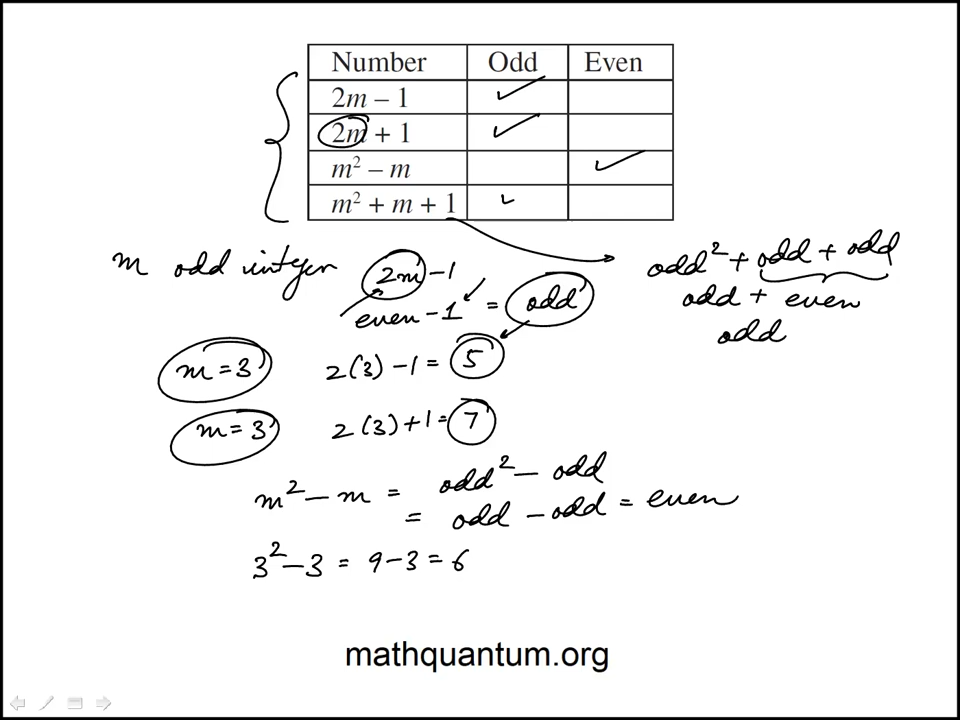 Number Odd Even
2m – 1 ✓
2m + 1 ✓
m² – m ✓
m² + m + 1 ✓
m odd integer
2m – 1
even – 1 = odd
odd² + odd + odd
odd + even
odd
m = 3 2(3) – 1 = 5
m = 3 2(3) + 1 = 7
m² – m = odd² – odd
= odd – odd = even
3² – 3 = 9 – 3 = 6
mathquantum.org